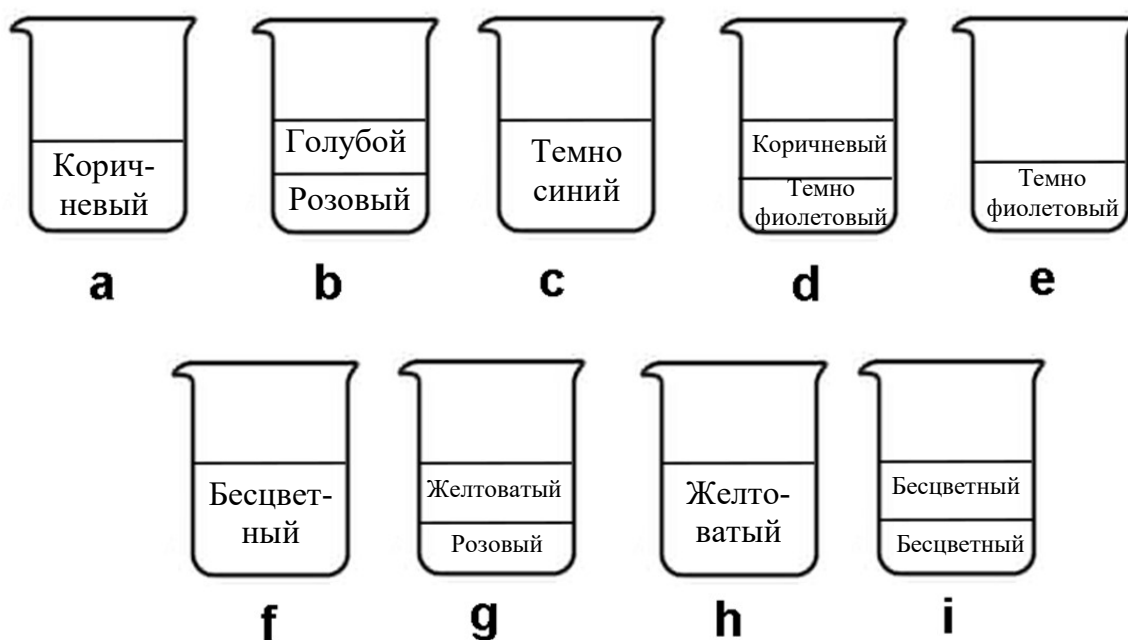 Корич-
невый
Голубой
Розовый
Темно
синий
Коричневый
Темно
фиолетовый
Темно
фиолетовый
a
b
c
d
e
Бесцвет-
ный
Желтоватый
Розовый
Желто-
ватый
Бесцветный
Бесцветный
f
g
h
i